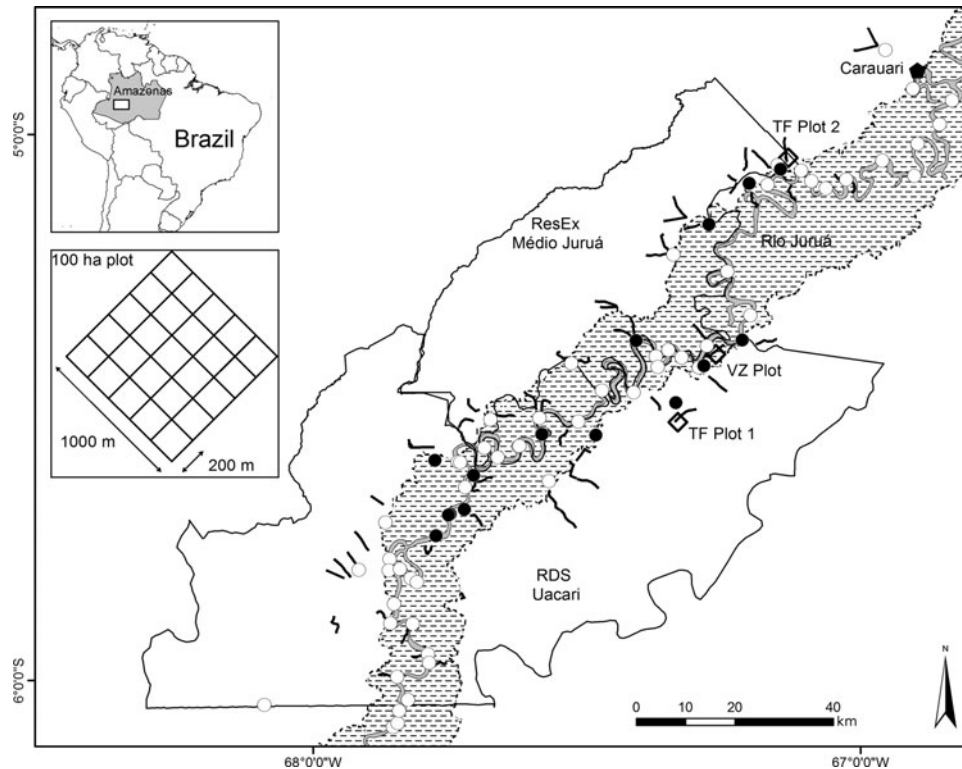 Amazonas
Brazil
100 ha plot
1000 m
200 m
Carauari
TF Plot 2
ResEx
Médio Juruá
Rio Juruá
VZ Plot
TF Plot 1
RDS
Uacari
N
0 10 20 40
km
5°0'0"S
6°0'0"S
68°0'0"W
67°0'0"W